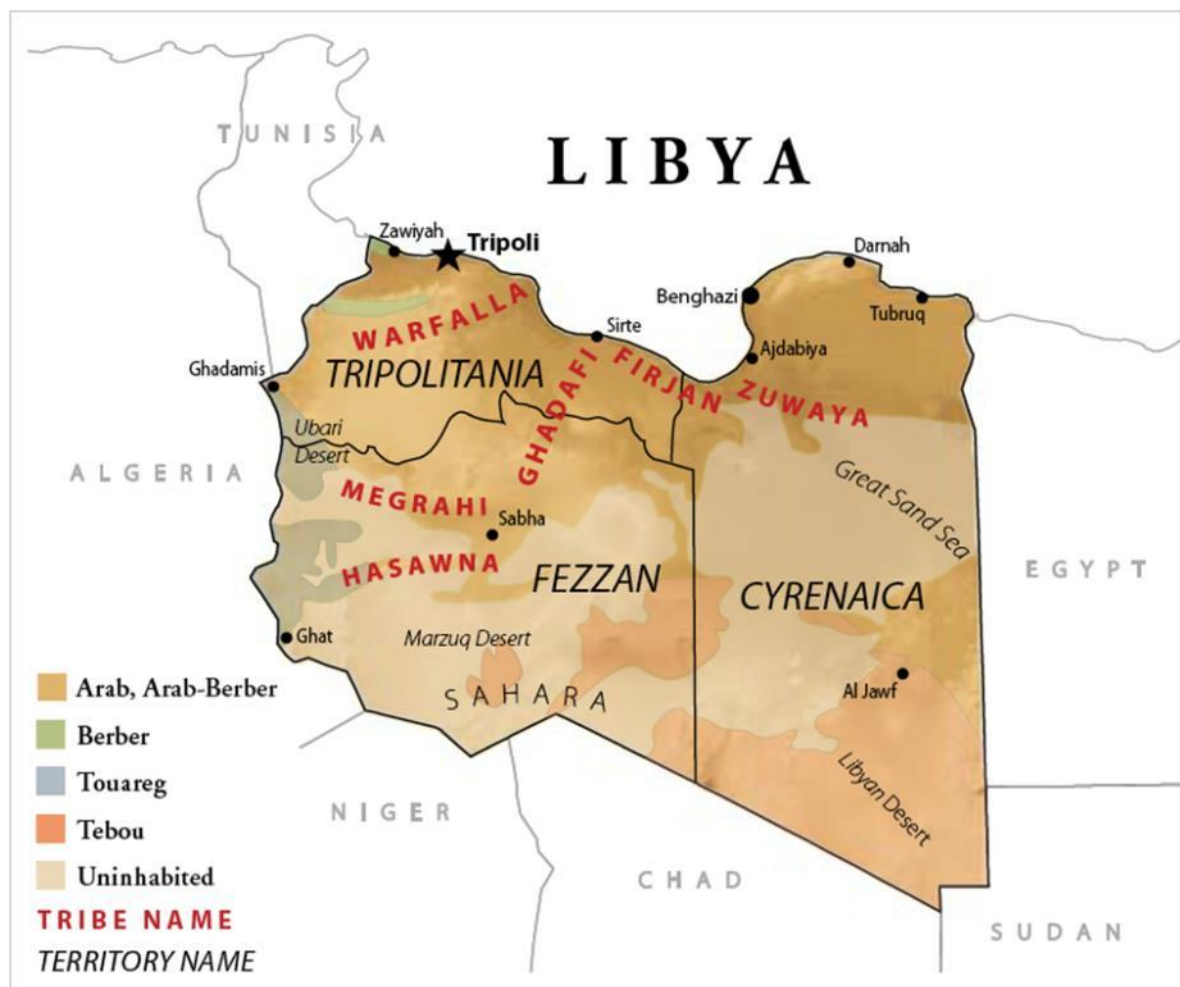 TUNISIA
LIBYA
Zawiyah
Tripoli
Darnah
Benghazi
Tubruq
WARFALLA
Sirte
Ajdabiya
Ghadamis
TRIPOLITANIA
GHADAFI
FIRJAN
ZUWAYA
Ubari
Desert
ALGERIA
MEGRAHI
Great Sand Sea
Sabha
HASAWNA
FEZZAN
CYRENAICA
EGYPT
Ghat
Marzuq Desert
SAHARA
Al Jawf
Libyan Desert
NIGER
CHAD
SUDAN
Arab, Arab-Berber
Berber
Touareg
Tebou
Uninhabited
TRIBE NAME
TERRITORY NAME